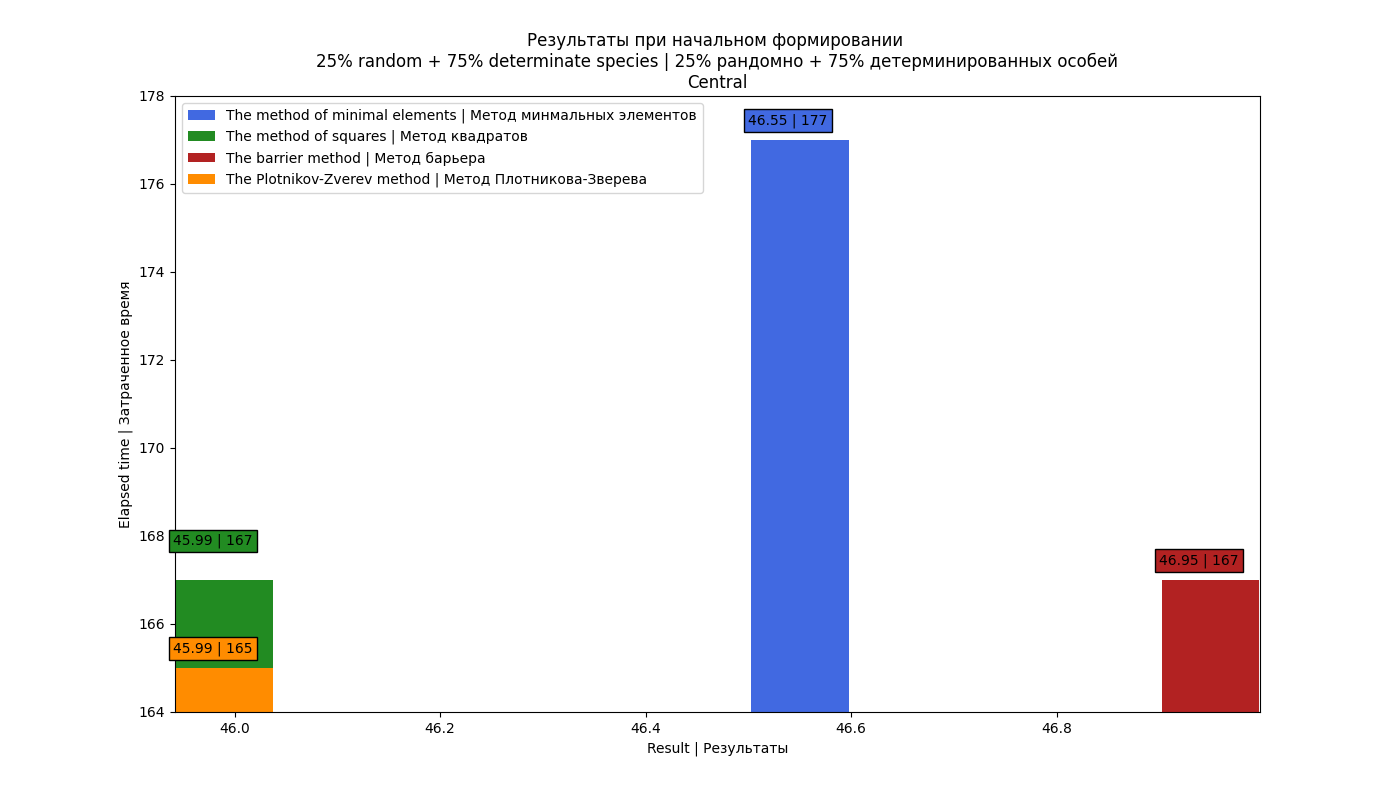 Результаты при начальном формировании
25% random + 75% determinate species | 25% рандомно + 75% детерминированных особей
Central
The method of minimal elements | Метод минмальных элементов
The method of squares | Метод квадратов
The barrier method | Метод барьера
The Plotnikov-Zverev method | Метод Плотникова-Зверева
46.55 | 177
45.99 | 167
46.95 | 167
45.99 | 165
178
176
174
172
170
168
166
164
Elapsed time | Затраченное время
46.0 46.2 46.4 46.6 46.8
Result | Результаты